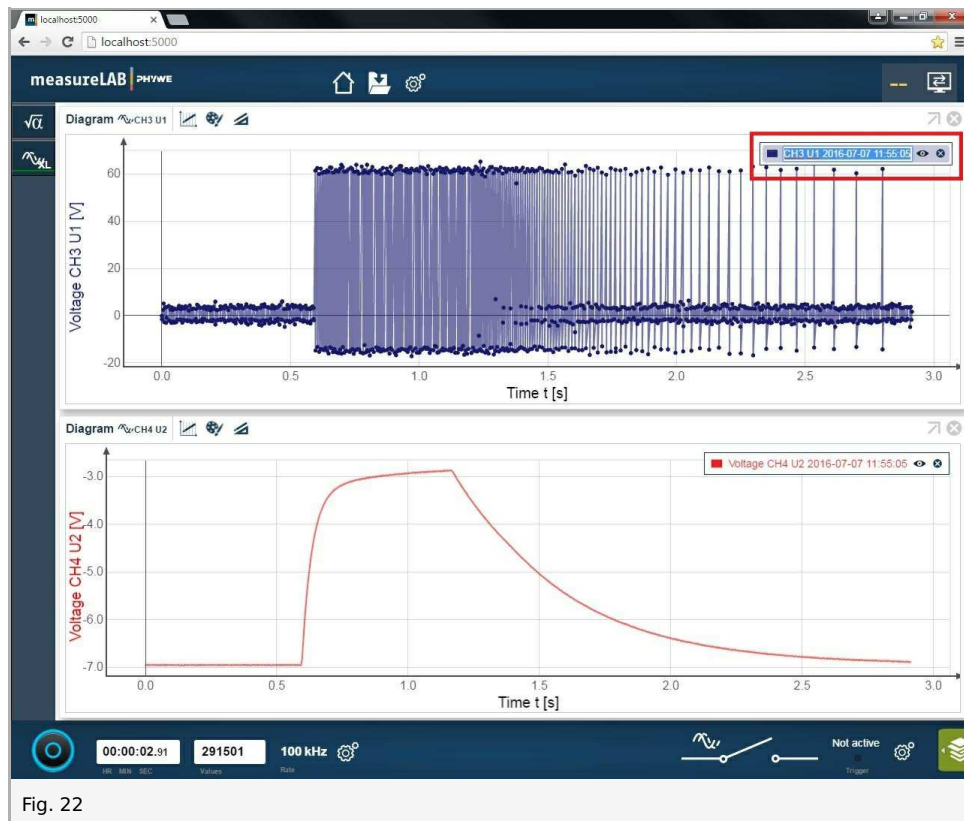 localhost:5000
localhost:5000
measureLAB PHYWE
--
√α
Diagram CH3 U1
CH3 U1 2016-07-07 11:55:05
Voltage CH3 U1 [V]
60
40
20
0
-20
0.0 0.5 1.0 1.5 2.0 2.5 3.0
Time t [s]
Diagram CH4 U2
Voltage CH4 U2 2016-07-07 11:55:05
Voltage CH4 U2 [V]
-3.0
-4.0
-5.0
-6.0
-7.0
0.0 0.5 1.0 1.5 2.0 2.5 3.0
Time t [s]
00:00:02.91 291501 100 kHz Not active
HR MIN SEC Values Rate Trigger
Fig. 22